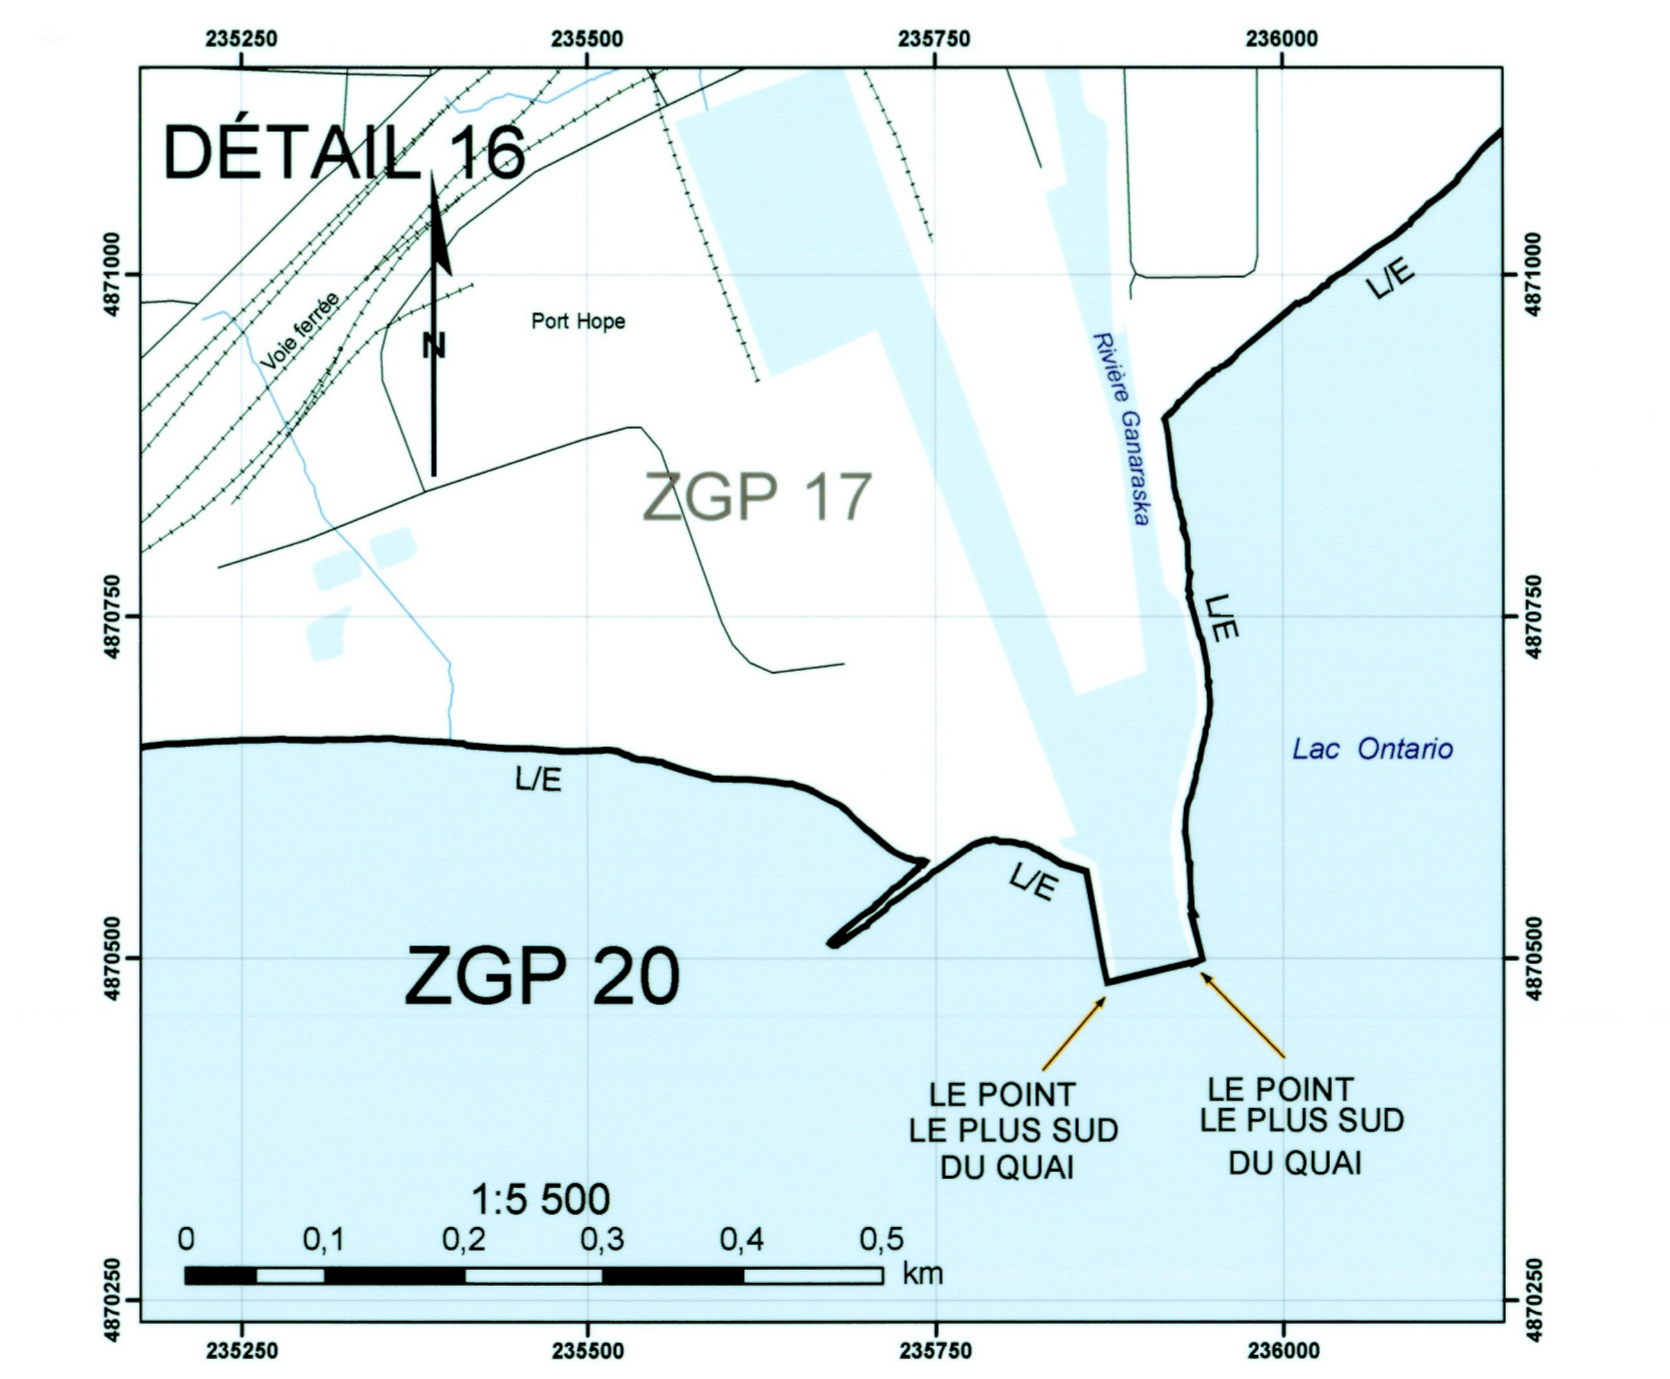 235250 235500 235750 236000
DÉTAIL 16
4871000
4871000
L/E
Voie ferrée
Port Hope
N
Rivière Ganaraska
ZGP 17
4870750
4870750
L/E
Lac Ontario
L/E
L/E
4870500
4870500
ZGP 20
LE POINT
LE PLUS SUD
DU QUAI
LE POINT
LE PLUS SUD
DU QUAI
1:5 500
0 0,1 0,2 0,3 0,4 0,5
km
4870250
4870250
235250 235500 235750 236000